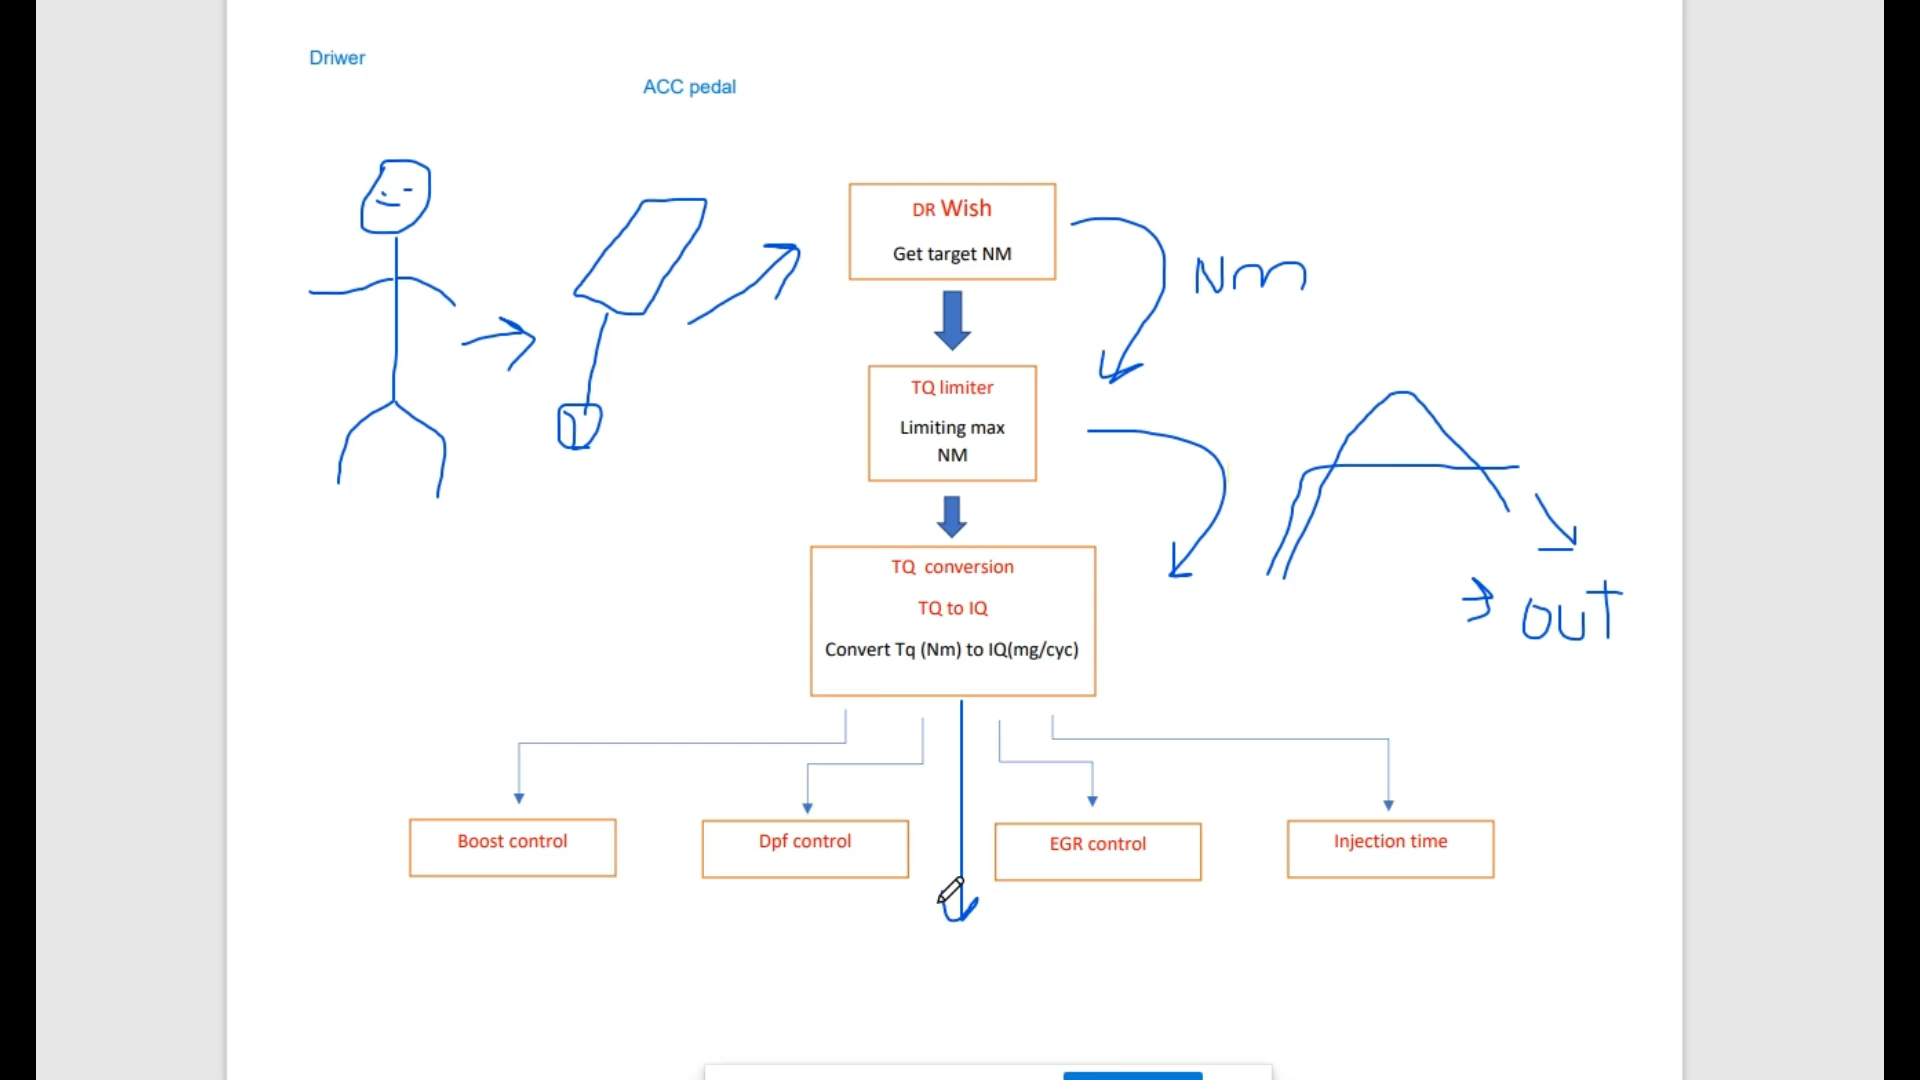 Driwer
ACC pedal
DR Wish
Get target NM
Nm
TQ limiter
Limiting max
NM
TQ conversion
TQ to IQ
Convert Tq (Nm) to IQ(mg/cyc)
out
Boost control
Dpf control
EGR control
Injection time